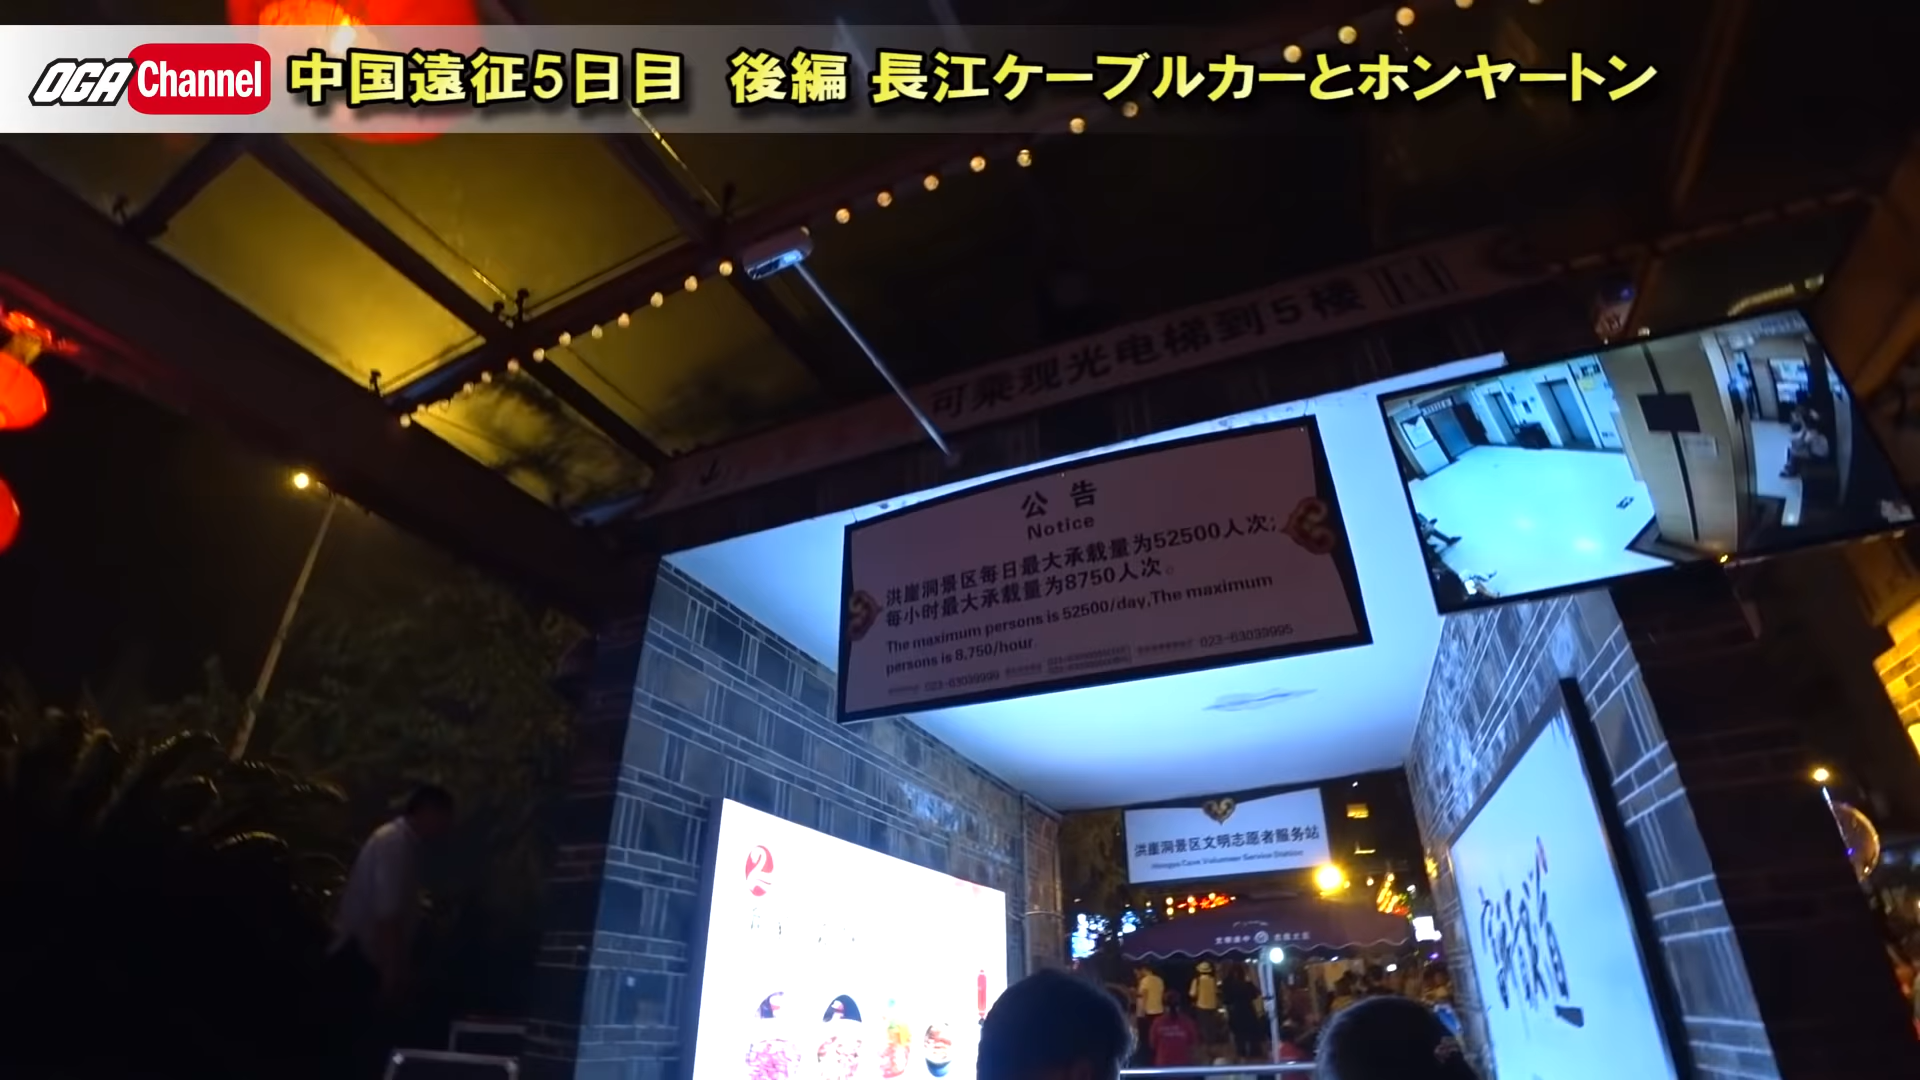 OGA Channel 中国遠征5日目 後編 長江ケーブルカーとホンヤートン
可乘观光电梯到5楼
公告
Notice
洪崖洞景区每日最大承载量为52500人次;
每小时最大承载量为8750人次。
The maximum persons is 52500/day,The maximum
persons is 8,750/hour
023-63039999
023-63039995
洪崖洞景区文明志愿者服务站
Hongya Cave Volunteer Service Station